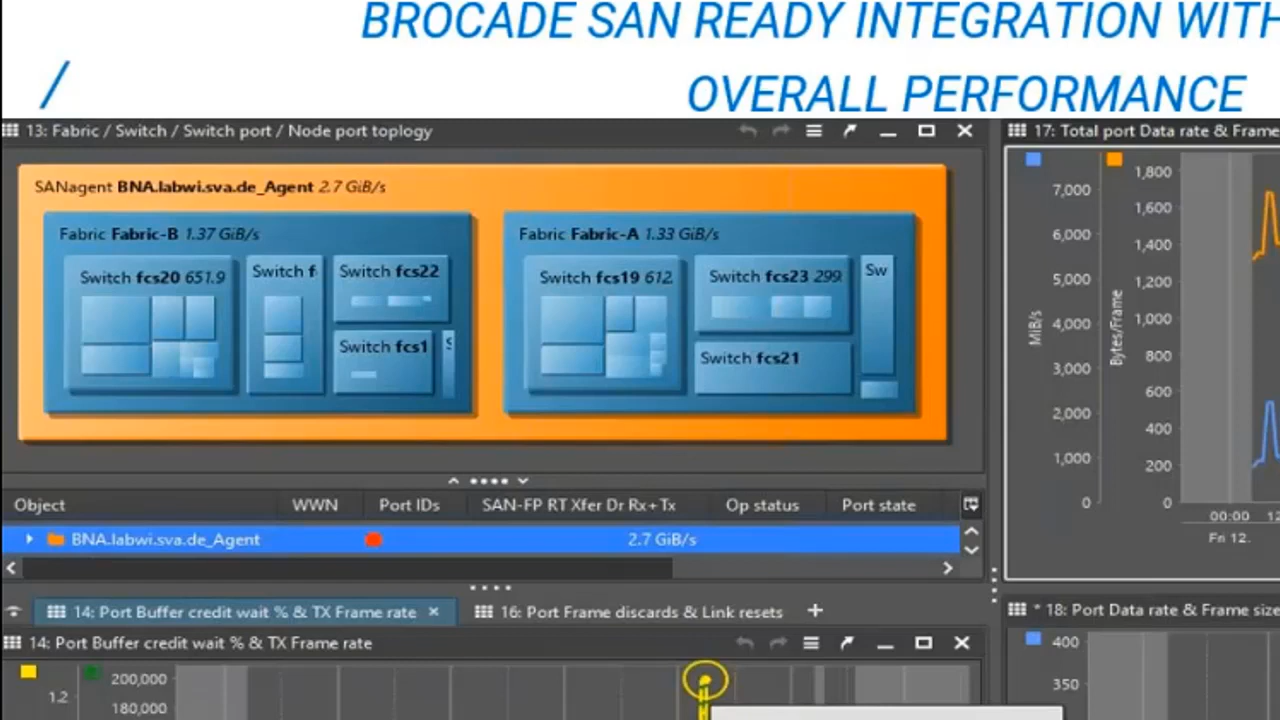 BROCADE SAN READY INTEGRATION WITH
/ OVERALL PERFORMANCE
13: Fabric / Switch / Switch port / Node port toplogy
SANagent BNA.labwi.sva.de_Agent 2.7 GiB/s
Fabric Fabric-B 1.37 GiB/s
Switch fcs20 651.9
Switch f
Switch fcs22
Switch fcs1
S
Fabric Fabric-A 1.33 GiB/s
Switch fcs19 612
Switch fcs23 299
Sw
Switch fcs21
Object WWN Port IDs SAN-FP RT Xfer Dr Rx+Tx Op status Port state
BNA.labwi.sva.de_Agent 2.7 GiB/s
14: Port Buffer credit wait % & TX Frame rate 16: Port Frame discards & Link resets
14: Port Buffer credit wait % & TX Frame rate
200,000
1.2
180,000
17: Total port Data rate & Frame
MiB/s
7,000
6,000
5,000
4,000
3,000
2,000
1,000
0
Bytes/Frame
1,800
1,600
1,400
1,200
1,000
800
600
400
200
0
00:00 12
Fri 12.
* 18: Port Data rate & Frame size
400
350